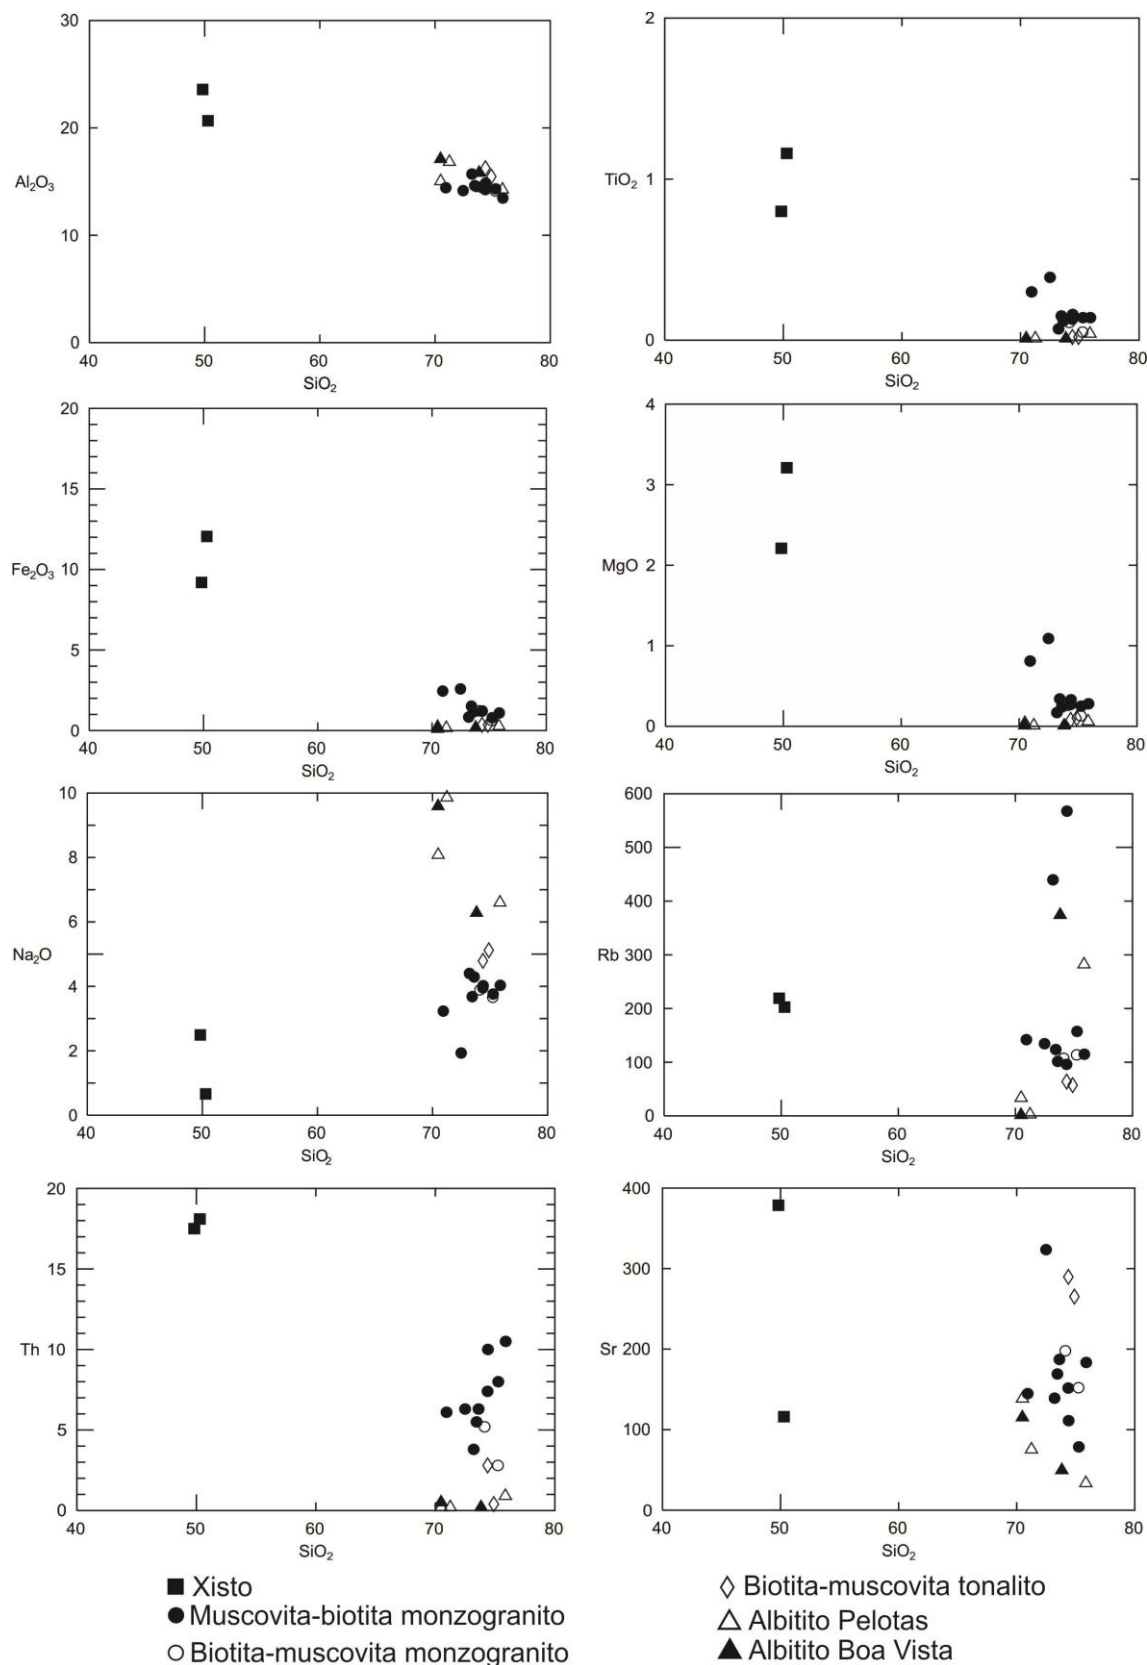 30
20
Al₂O₃
10
0
40 50 60 70 80
SiO₂
2
TiO₂ 1
0
40 50 60 70 80
SiO₂
20
15
Fe₂O₃ 10
5
0
40 50 60 70 80
SiO₂
4
3
MgO 2
1
0
40 50 60 70 80
SiO₂
10
8
6
Na₂O
4
2
0
40 50 60 70 80
SiO₂
600
500
400
Rb 300
200
100
0
40 50 60 70 80
SiO₂
20
15
Th 10
5
0
40 50 60 70 80
SiO₂
400
300
Sr 200
100
0
40 50 60 70 80
SiO₂
Xisto
Muscovita-biotita monzogranito
Biotita-muscovita monzogranito
Biotita-muscovita tonalito
Albitito Pelotas
Albitito Boa Vista